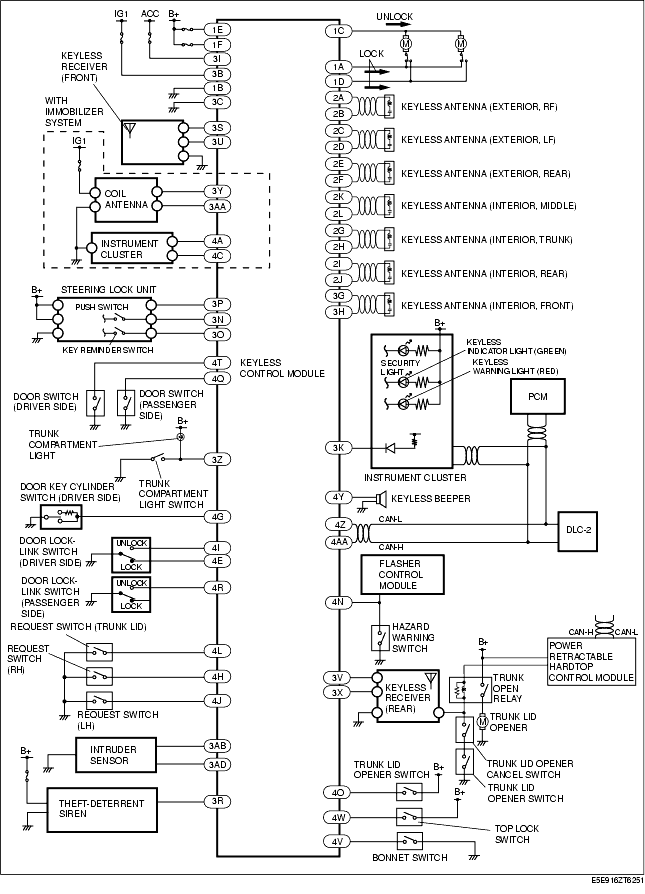 IG1 ACC B+
UNLOCK
1E
1F
3I
3B
1B
3C
3S
3U
3Y
3AA
4A
4C
3P
3N
3O
4T
4Q
3Z
4G
4I
4E
4R
4L
4H
4J
3AB
3AD
3R
KEYLESS
RECEIVER
(FRONT)
WITH
IMMOBILIZER
SYSTEM
IG1
COIL
ANTENNA
INSTRUMENT
CLUSTER
STEERING LOCK UNIT
B+
PUSH SWITCH
KEY REMINDER SWITCH
KEYLESS
CONTROL MODULE
DOOR SWITCH
(DRIVER SIDE)
DOOR SWITCH
(PASSENGER
SIDE)
B+
TRUNK
COMPARTMENT
LIGHT
TRUNK
COMPARTMENT
LIGHT SWITCH
DOOR KEY CYLINDER
SWITCH (DRIVER SIDE)
DOOR LOCK-
LINK SWITCH
(DRIVER SIDE)
UNLOCK
LOCK
DOOR LOCK-
LINK SWITCH
(PASSENGER
SIDE)
UNLOCK
LOCK
REQUEST SWITCH (TRUNK LID)
REQUEST
SWITCH
(RH)
REQUEST SWITCH
(LH)
INTRUDER
SENSOR
B+
THEFT-DETERRENT
SIREN
1C
1A
1D
2A
2B
2C
2D
2E
2F
2K
2L
2G
2H
2I
2J
3G
3H
3K
4Y
4Z
4AA
4N
3V
3X
4O
4W
4V
M M
LOCK
KEYLESS ANTENNA (EXTERIOR, RF)
KEYLESS ANTENNA (EXTERIOR, LF)
KEYLESS ANTENNA (EXTERIOR, REAR)
KEYLESS ANTENNA (INTERIOR, MIDDLE)
KEYLESS ANTENNA (INTERIOR, TRUNK)
KEYLESS ANTENNA (INTERIOR, REAR)
KEYLESS ANTENNA (INTERIOR, FRONT)
B+
KEYLESS
INDICATOR LIGHT (GREEN)
SECURITY
LIGHT
KEYLESS
WARNING LIGHT (RED)
PCM
INSTRUMENT CLUSTER
KEYLESS BEEPER
CAN-L
CAN-H
DLC-2
FLASHER
CONTROL
MODULE
HAZARD
WARNING
SWITCH
CAN-H CAN-L
B+
POWER
RETRACTABLE
HARDTOP
CONTROL MODULE
KEYLESS
RECEIVER
(REAR)
TRUNK
OPEN
RELAY
M
TRUNK LID
OPENER
TRUNK LID OPENER
CANCEL SWITCH
TRUNK LID
OPENER SWITCH
TRUNK LID
OPENER SWITCH
B+
B+
TOP LOCK
SWITCH
BONNET SWITCH
E5E916ZT6251